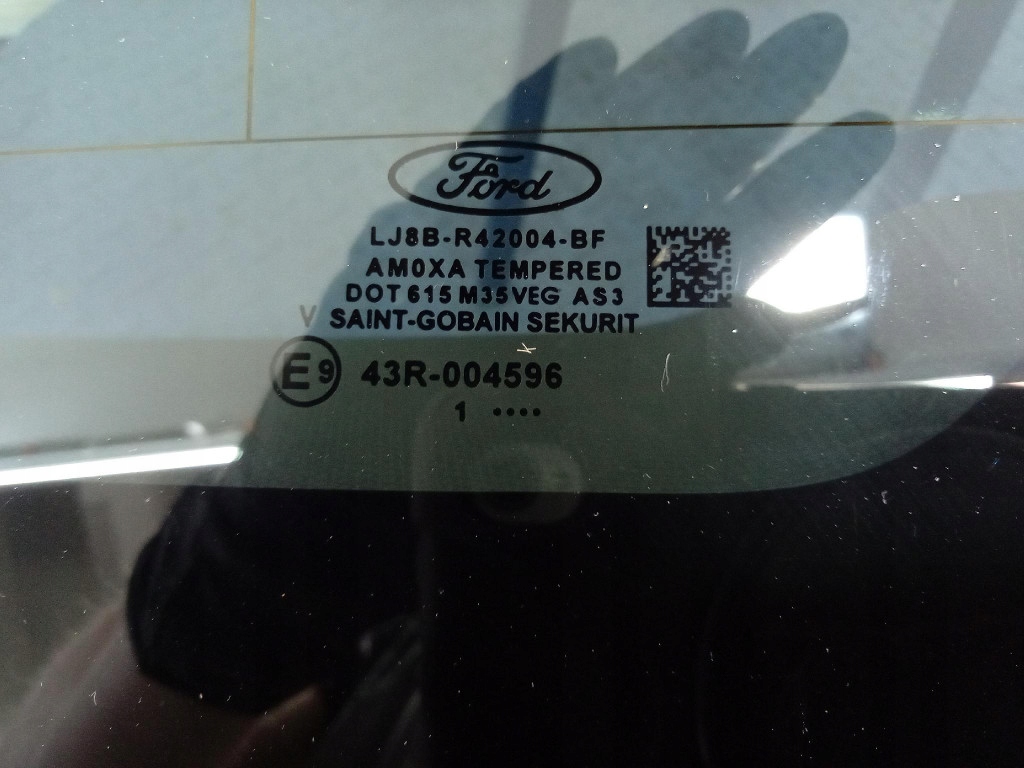 Ford
LJ8B-R42004-BF
AM0XA TEMPERED
DOT 615 M35VEG AS3
V SAINT-GOBAIN SEKURIT
E9 43R-004596
1 ••••